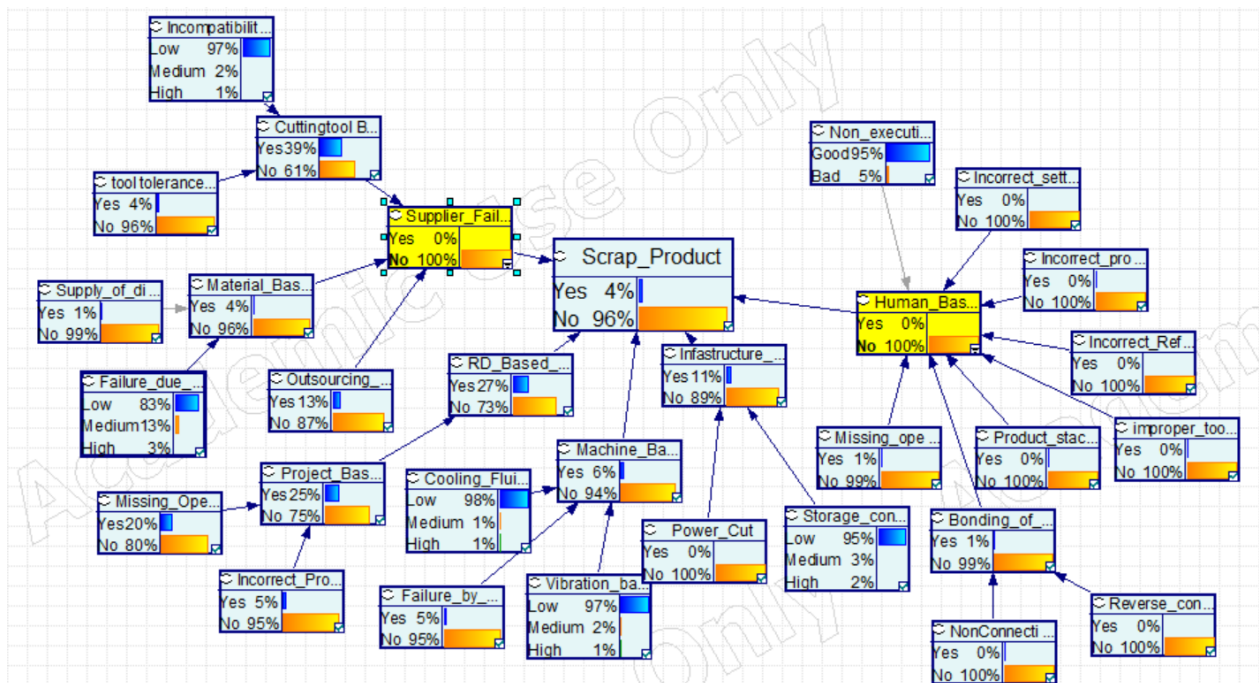 Incompatibilit...
Low 97%
Medium 2%
High 1%
Cuttingtool B...
Yes 39%
No 61%
tool tolerance...
Yes 4%
No 96%
Supplier_Fail...
Yes 0%
No 100%
Supply_of_di ...
Yes 1%
No 99%
Material_Bas...
Yes 4%
No 96%
Failure_due_...
Low 83%
Medium 13%
High 3%
Outsourcing_...
Yes 13%
No 87%
Scrap_Product
Yes 4%
No 96%
RD_Based_...
Yes 27%
No 73%
Infastructure_...
Yes 11%
No 89%
Project_Bas...
Yes 25%
No 75%
Missing_Ope...
Yes 20%
No 80%
Incorrect_Pro...
Yes 5%
No 95%
Machine_Ba...
Yes 6%
No 94%
Cooling_Flui...
Low 98%
Medium 1%
High 1%
Failure_by_...
Yes 5%
No 95%
Vibration_ba...
Low 97%
Medium 2%
High 1%
Power_Cut
Yes 0%
No 100%
Storage_con...
Low 95%
Medium 3%
High 2%
Non_executi...
Good 95%
Bad 5%
Incorrect_sett...
Yes 0%
No 100%
Incorrect_pro ...
Yes 0%
No 100%
Human_Bas...
Yes 0%
No 100%
Incorrect_Ref...
Yes 0%
No 100%
improper_too...
Yes 0%
No 100%
Missing_ope ...
Yes 1%
No 99%
Product_stac...
Yes 0%
No 100%
Bonding_of_...
Yes 1%
No 99%
NonConnecti ...
Yes 0%
No 100%
Reverse_con...
Yes 0%
No 100%
Academic Use Only